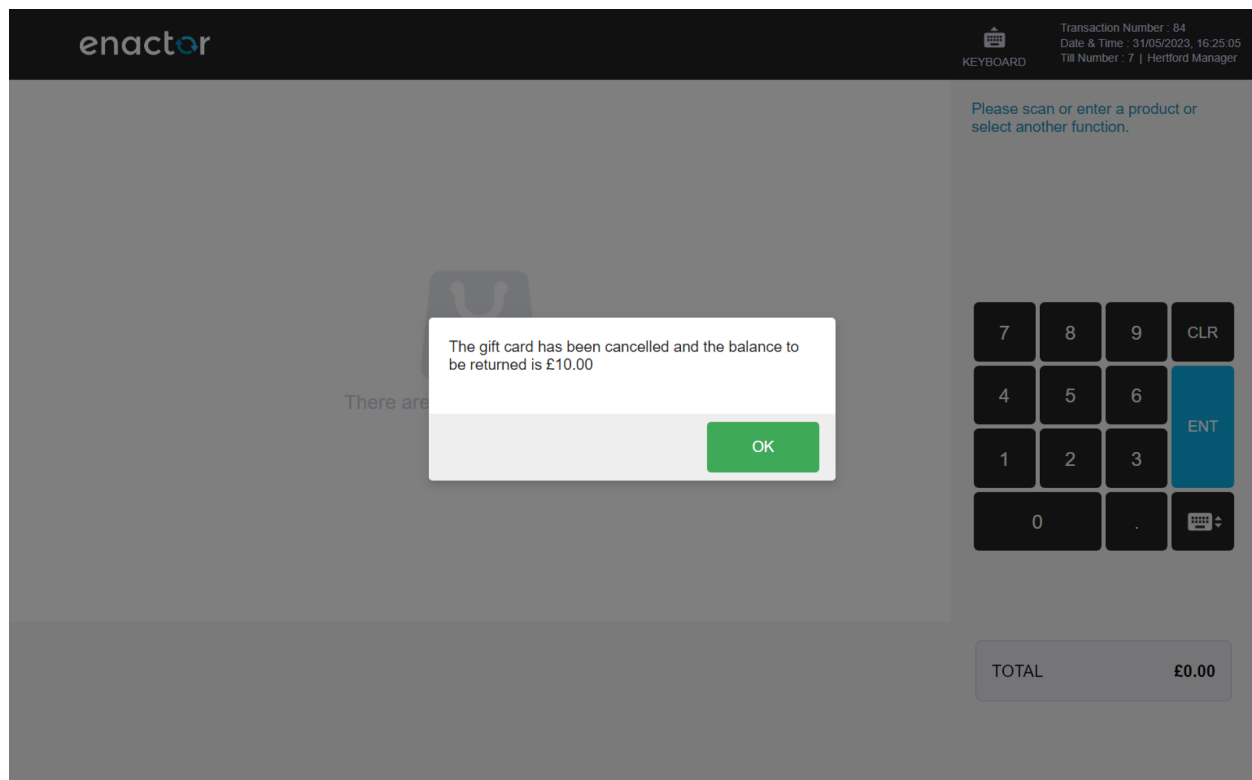 enactor
KEYBOARD
Transaction Number : 84
Date & Time : 31/05/2023, 16:25:05
Till Number : 7 | Hertford Manager
Please scan or enter a product or
select another function.
The gift card has been cancelled and the balance to
be returned is £10.00
There are
OK
7 8 9 CLR
4 5 6 ENT
1 2 3
0 .
TOTAL £0.00